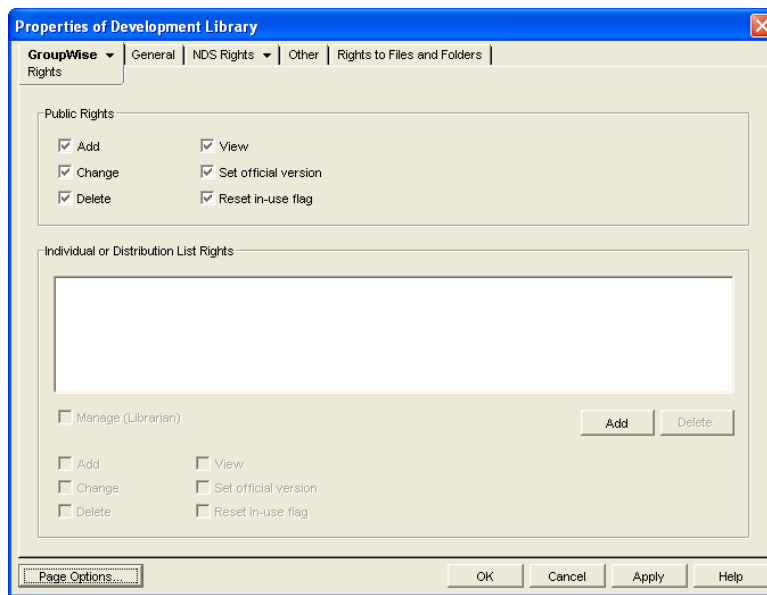 Properties of Development Library
GroupWise General NDS Rights Other Rights to Files and Folders
Rights
Public Rights
Add View
Change Set official version
Delete Reset in-use flag
Individual or Distribution List Rights
Manage (Librarian)
Add Delete
Add View
Change Set official version
Delete Reset in-use flag
Page Options... OK Cancel Apply Help